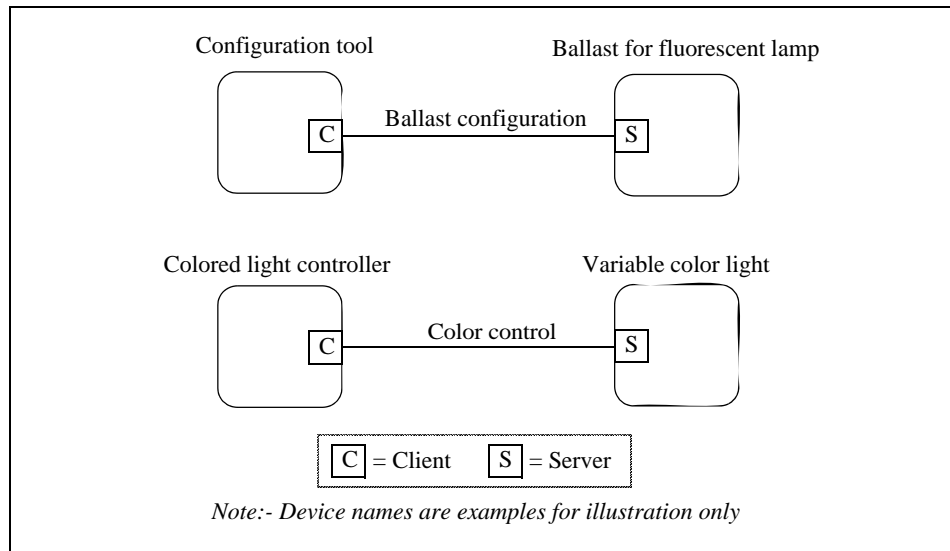 Configuration tool
Ballast for fluorescent lamp
C
Ballast configuration
S
Colored light controller
Variable color light
C
Color control
S
C = Client S = Server
Note:- Device names are examples for illustration only